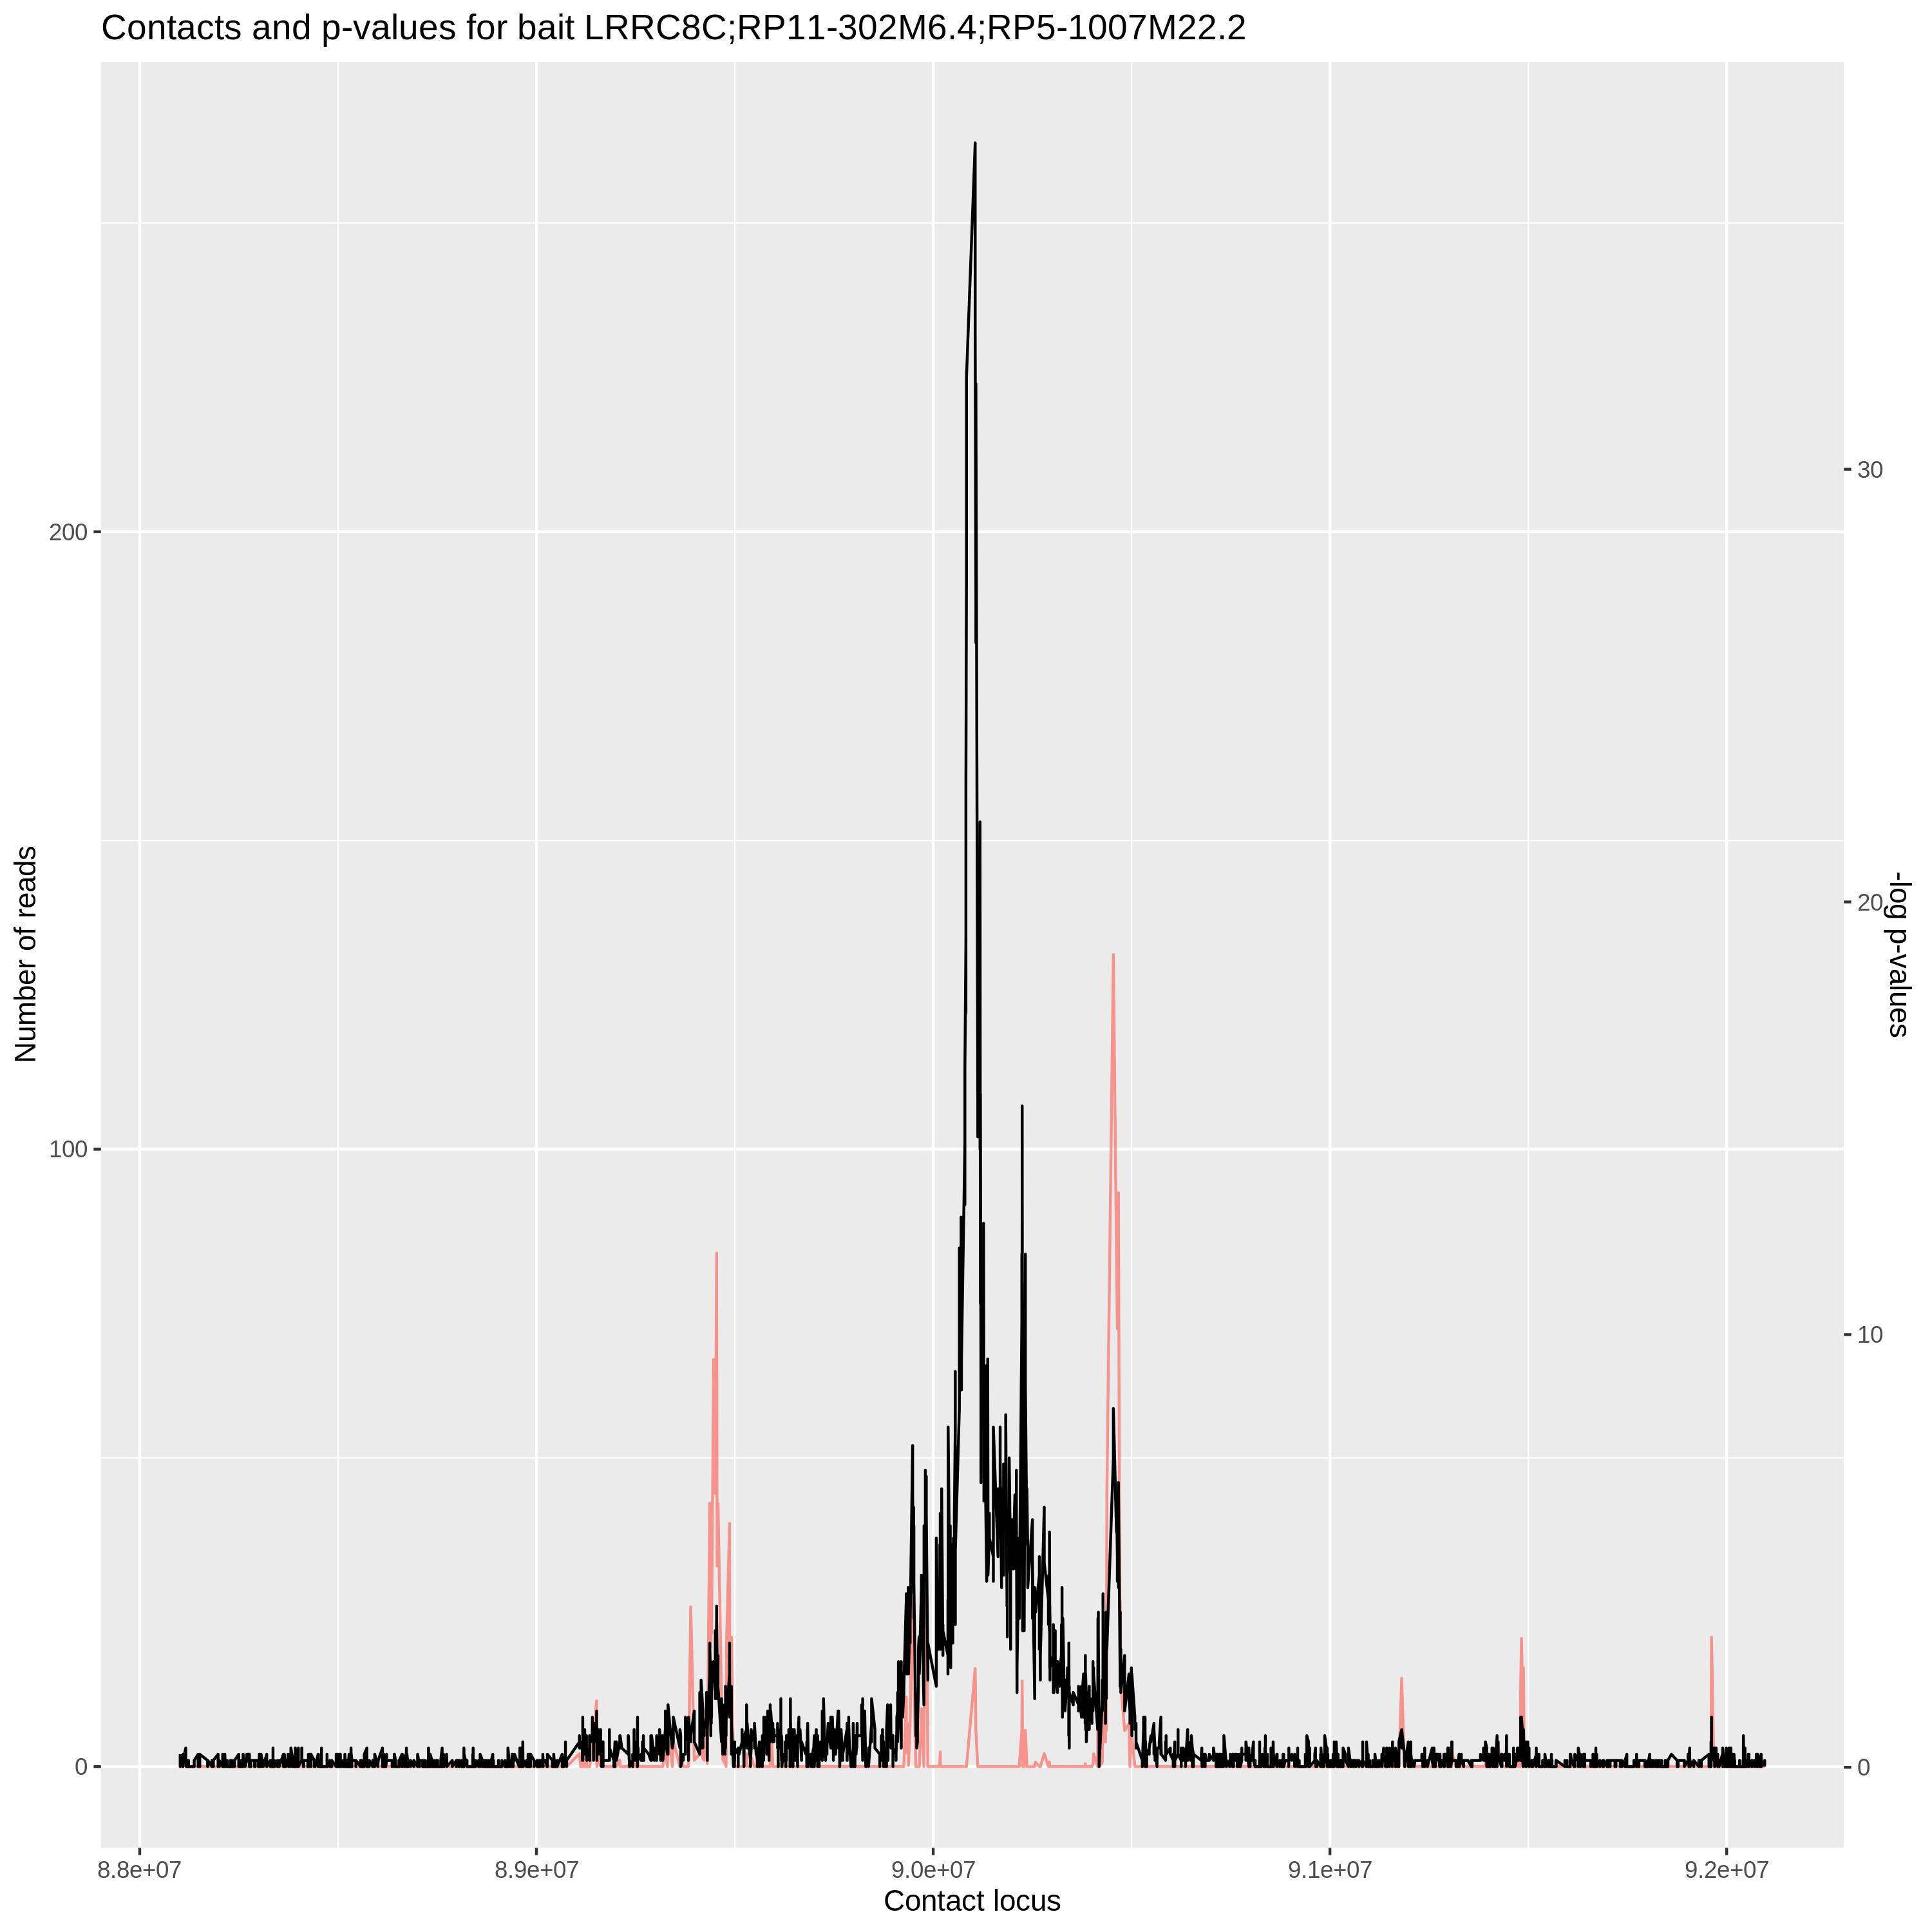 Contacts and p-values for bait LRRC8C;RP11-302M6.4;RP5-1007M22.2
Number of reads
200
100
0
30
20
10
0
-log p-values
8.8e+07 8.9e+07 9.0e+07 9.1e+07 9.2e+07
Contact locus